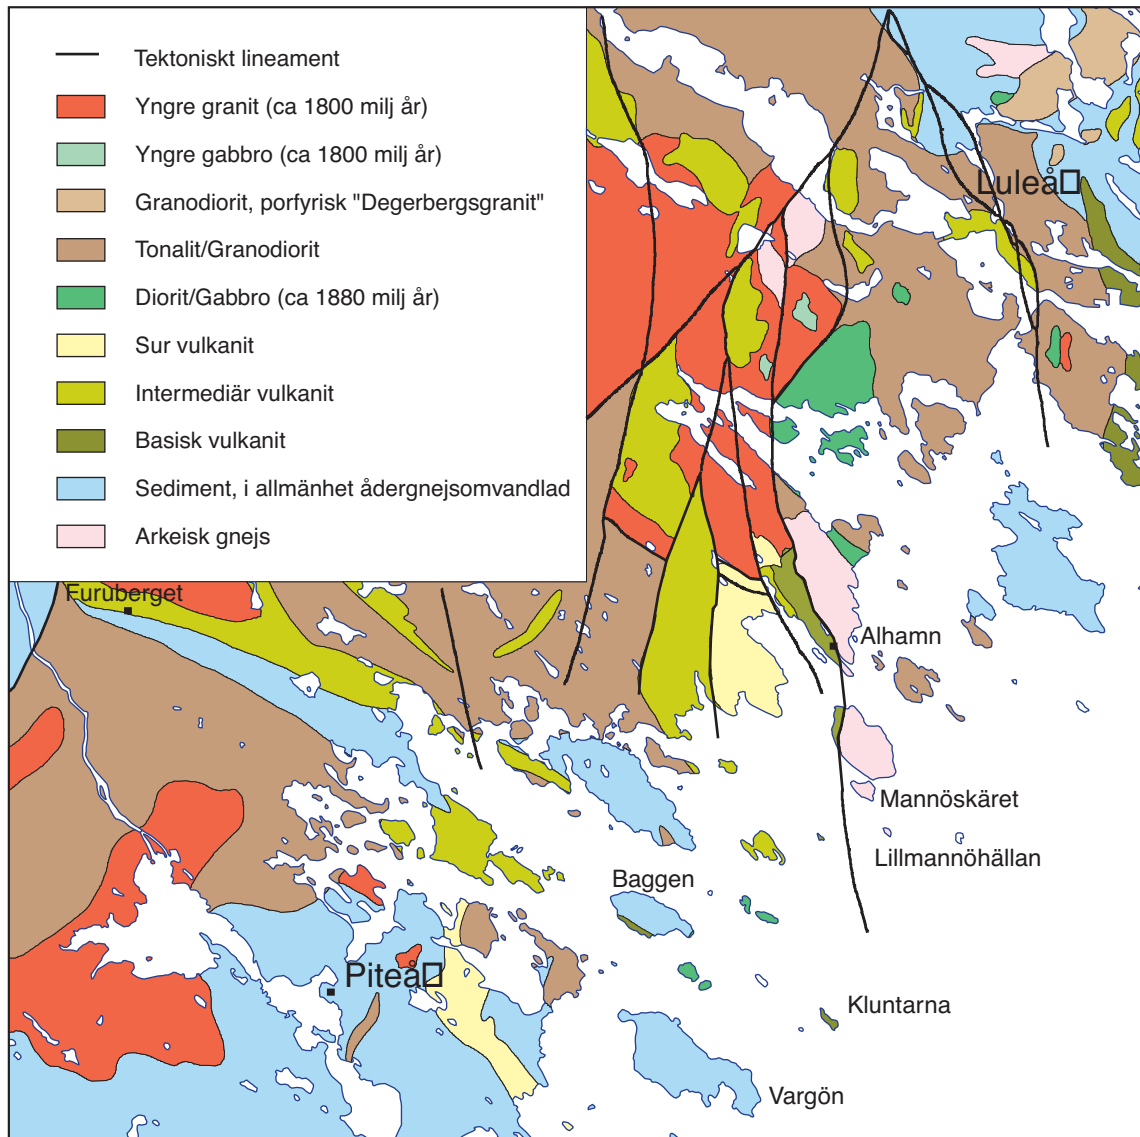 Tektoniskt lineament
Yngre granit (ca 1800 milj år)
Yngre gabbro (ca 1800 milj år)
Granodiorit, porfyrisk "Degerbergsgranit"
Tonalit/Granodiorit
Diorit/Gabbro (ca 1880 milj år)
Sur vulkanit
Intermediär vulkanit
Basisk vulkanit
Sediment, i allmänhet ådergnejsomvandlad
Arkeisk gnejs
Luleå
Furuberget
Alhamn
Mannöskäret
Lillmannöhällan
Baggen
Piteå
Kluntarna
Vargön